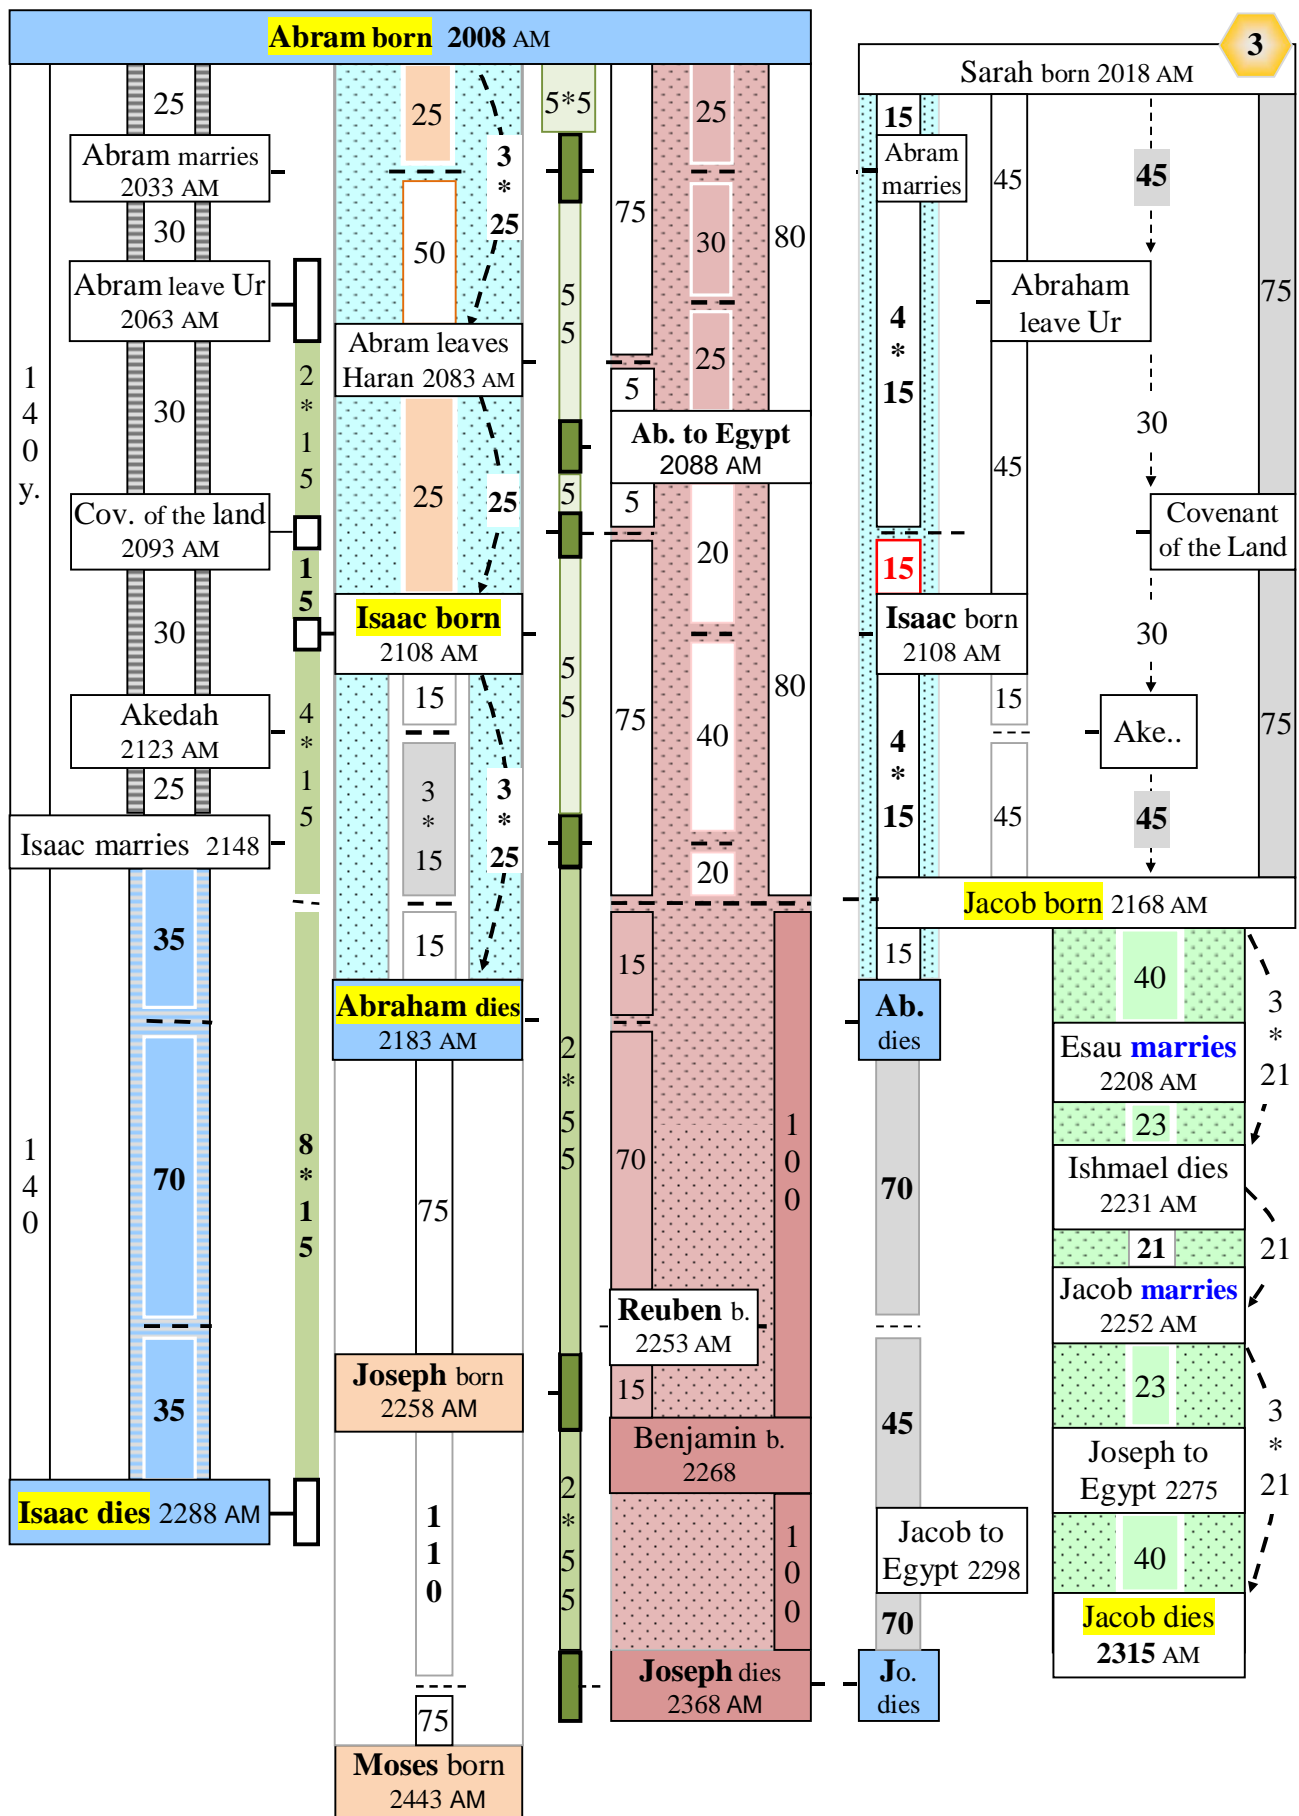 Abram born 2008 AM
3
Sarah born 2018 AM
25
Abram marries
2033 AM
30
Abram leave Ur
2063 AM
30
Cov. of the land
2093 AM
30
Akedah
2123 AM
25
Isaac marries 2148
1
4
0
y.
35
70
35
1
4
0
Isaac dies 2288 AM
2
*
1
5
1
5
4
*
1
5
8
*
1
5
25
50
3
*
25
Abram leaves
Haran 2083 AM
25
25
Isaac born
2108 AM
15
3
*
15
15
3
*
25
Abraham dies
2183 AM
75
Joseph born
2258 AM
1
1
0
75
Moses born
2443 AM
5*5
5
5
5
5
5
2
*
5
5
2
*
5
5
75
25
30
25
80
5
Ab. to Egypt
2088 AM
5
20
75
40
80
20
15
70
1
0
0
Reuben b.
2253 AM
15
Benjamin b.
2268
1
0
0
Joseph dies
2368 AM
15
Abram
marries
45
45
75
4
*
15
Abraham
leave Ur
45
30
Covenant
of the Land
15
Isaac born
2108 AM
30
15
Ake..
75
4
*
15
45
45
Jacob born 2168 AM
15
Ab.
dies
70
45
Jacob to
Egypt 2298
70
Jo.
dies
40
3
*
21
Esau marries
2208 AM
23
Ishmael dies
2231 AM
21
21
Jacob marries
2252 AM
23
3
*
21
Joseph to
Egypt 2275
40
Jacob dies
2315 AM